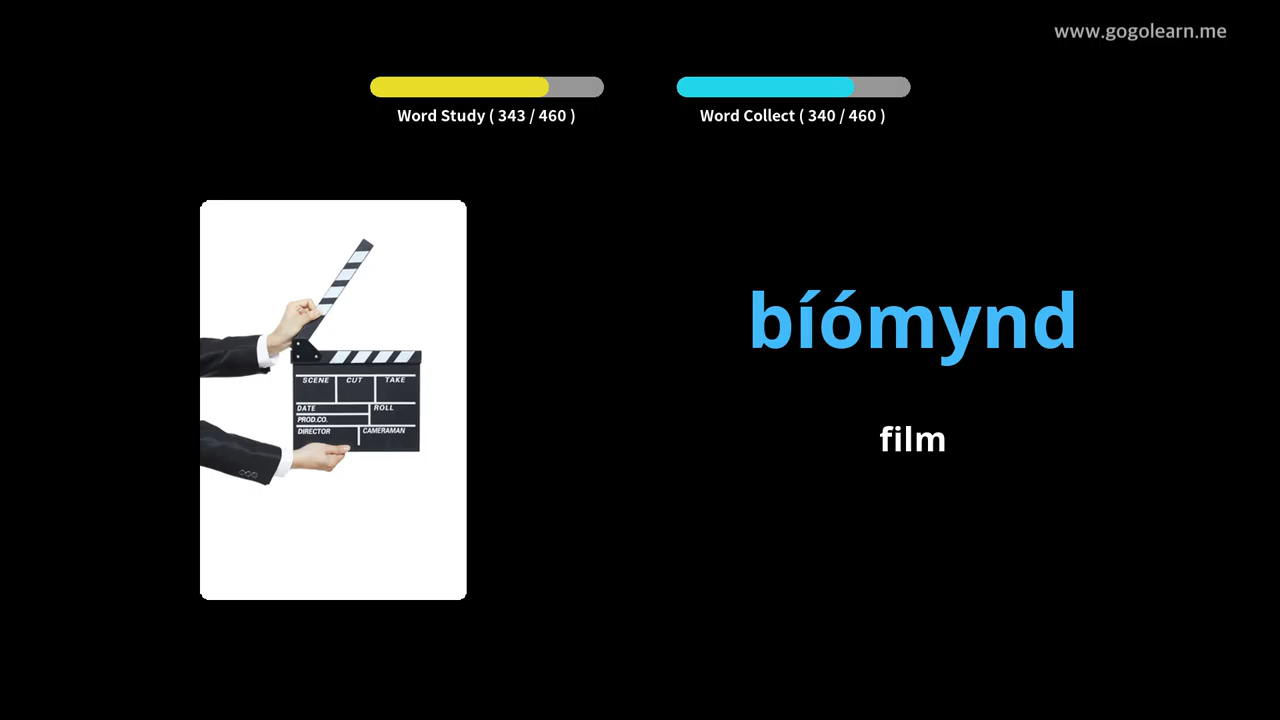 www.gogolearn.me
Word Study ( 343 / 460 )
Word Collect ( 340 / 460 )
bíómynd
film
SCENE CUT TAKE
DATE ROLL
PROD.CO.
DIRECTOR CAMERAMAN